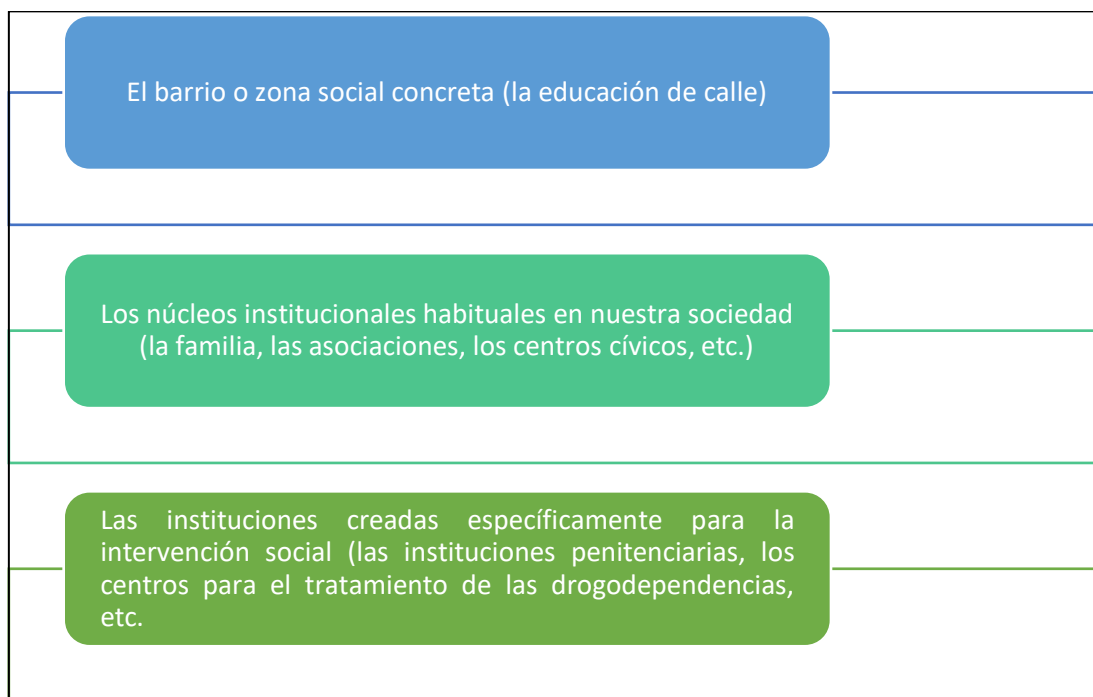 El barrio o zona social concreta (la educación de calle)
Los núcleos institucionales habituales en nuestra sociedad
(la familia, las asociaciones, los centros cívicos, etc.)
Las instituciones creadas específicamente para la
intervención social (las instituciones penitenciarias, los
centros para el tratamiento de las drogodependencias,
etc.